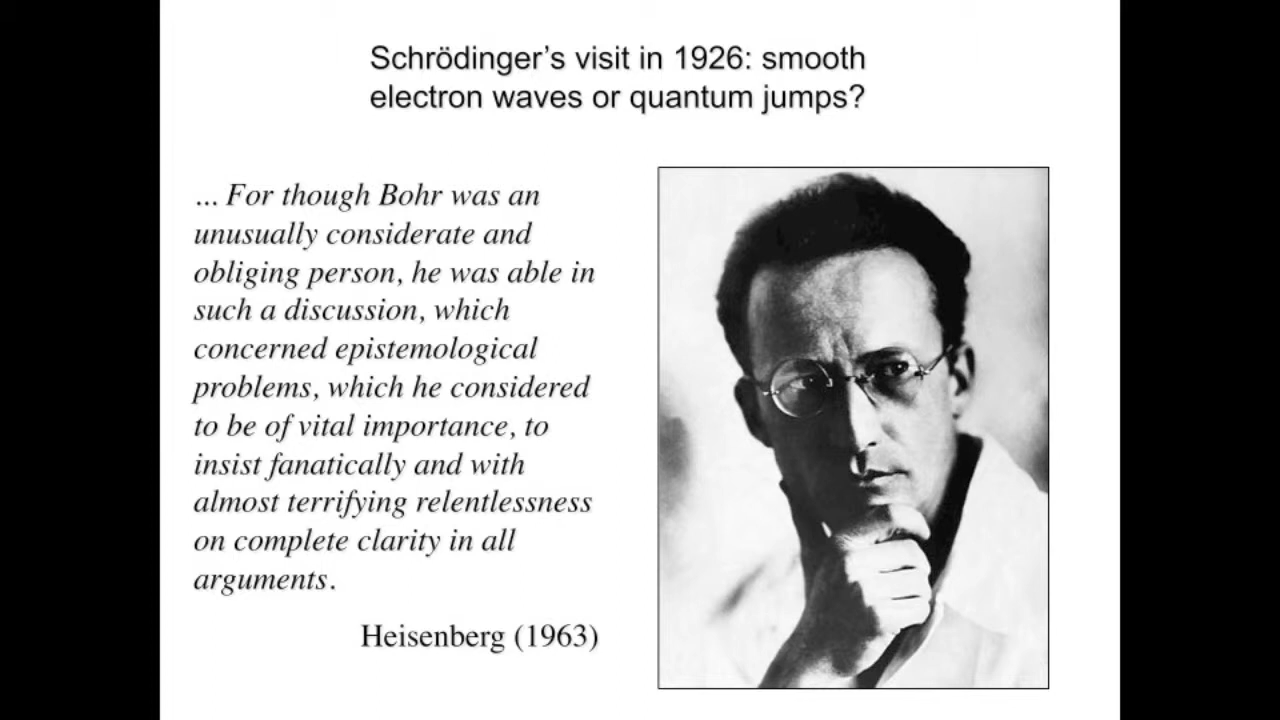 Schrödinger’s visit in 1926: smooth
electron waves or quantum jumps?
... For though Bohr was an
unusually considerate and
obliging person, he was able in
such a discussion, which
concerned epistemological
problems, which he considered
to be of vital importance, to
insist fanatically and with
almost terrifying relentlessness
on complete clarity in all
arguments.
Heisenberg (1963)